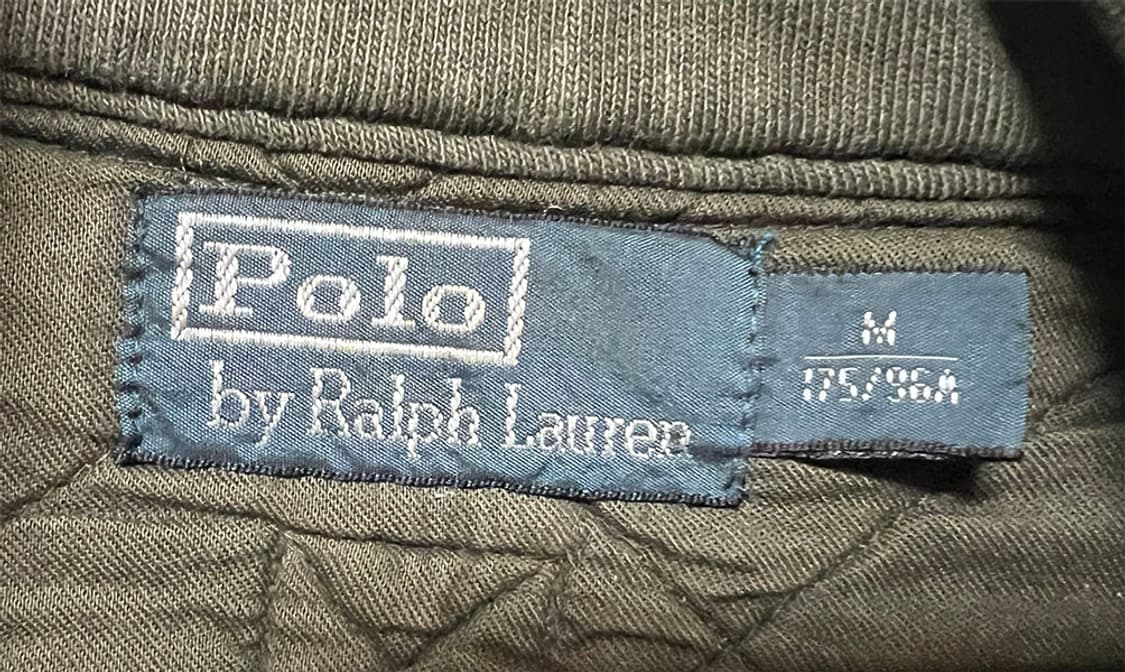 Polo
by Ralph Lauren
M
175/96A